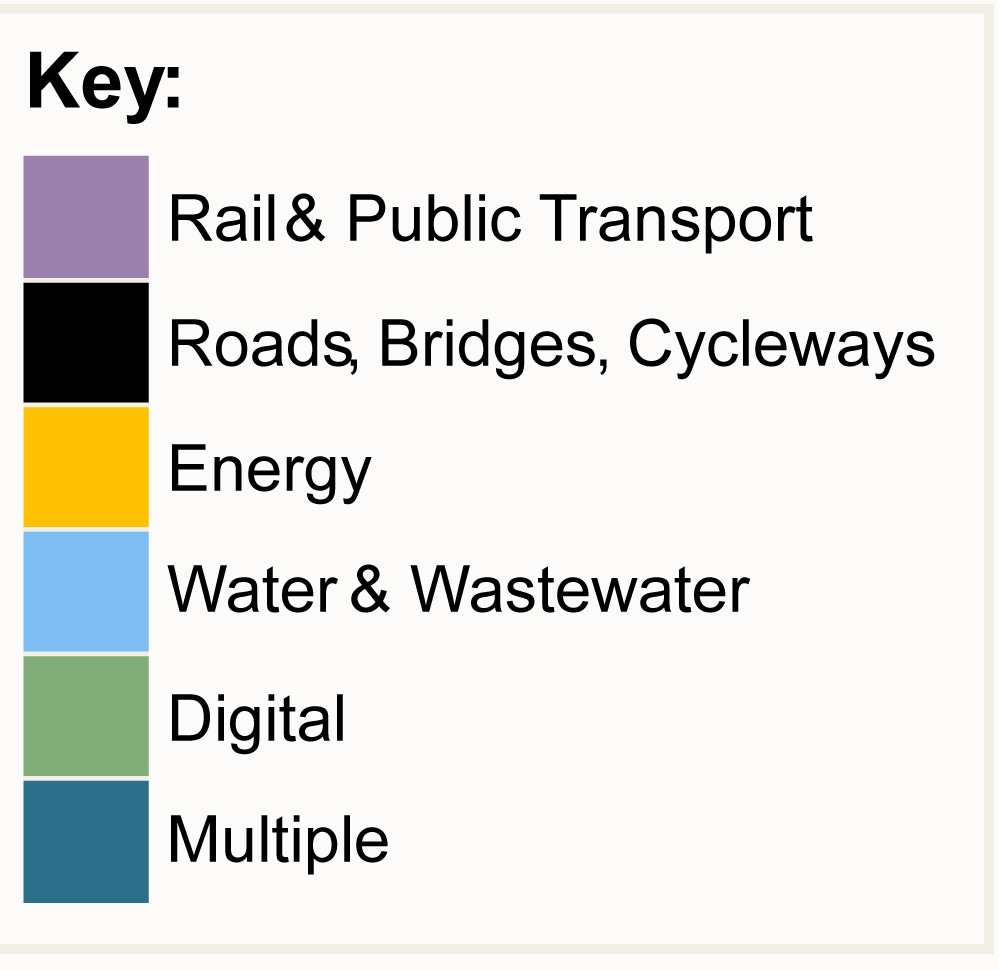 Key:
Rail & Public Transport
Roads, Bridges, Cycleways
Energy
Water & Wastewater
Digital
Multiple